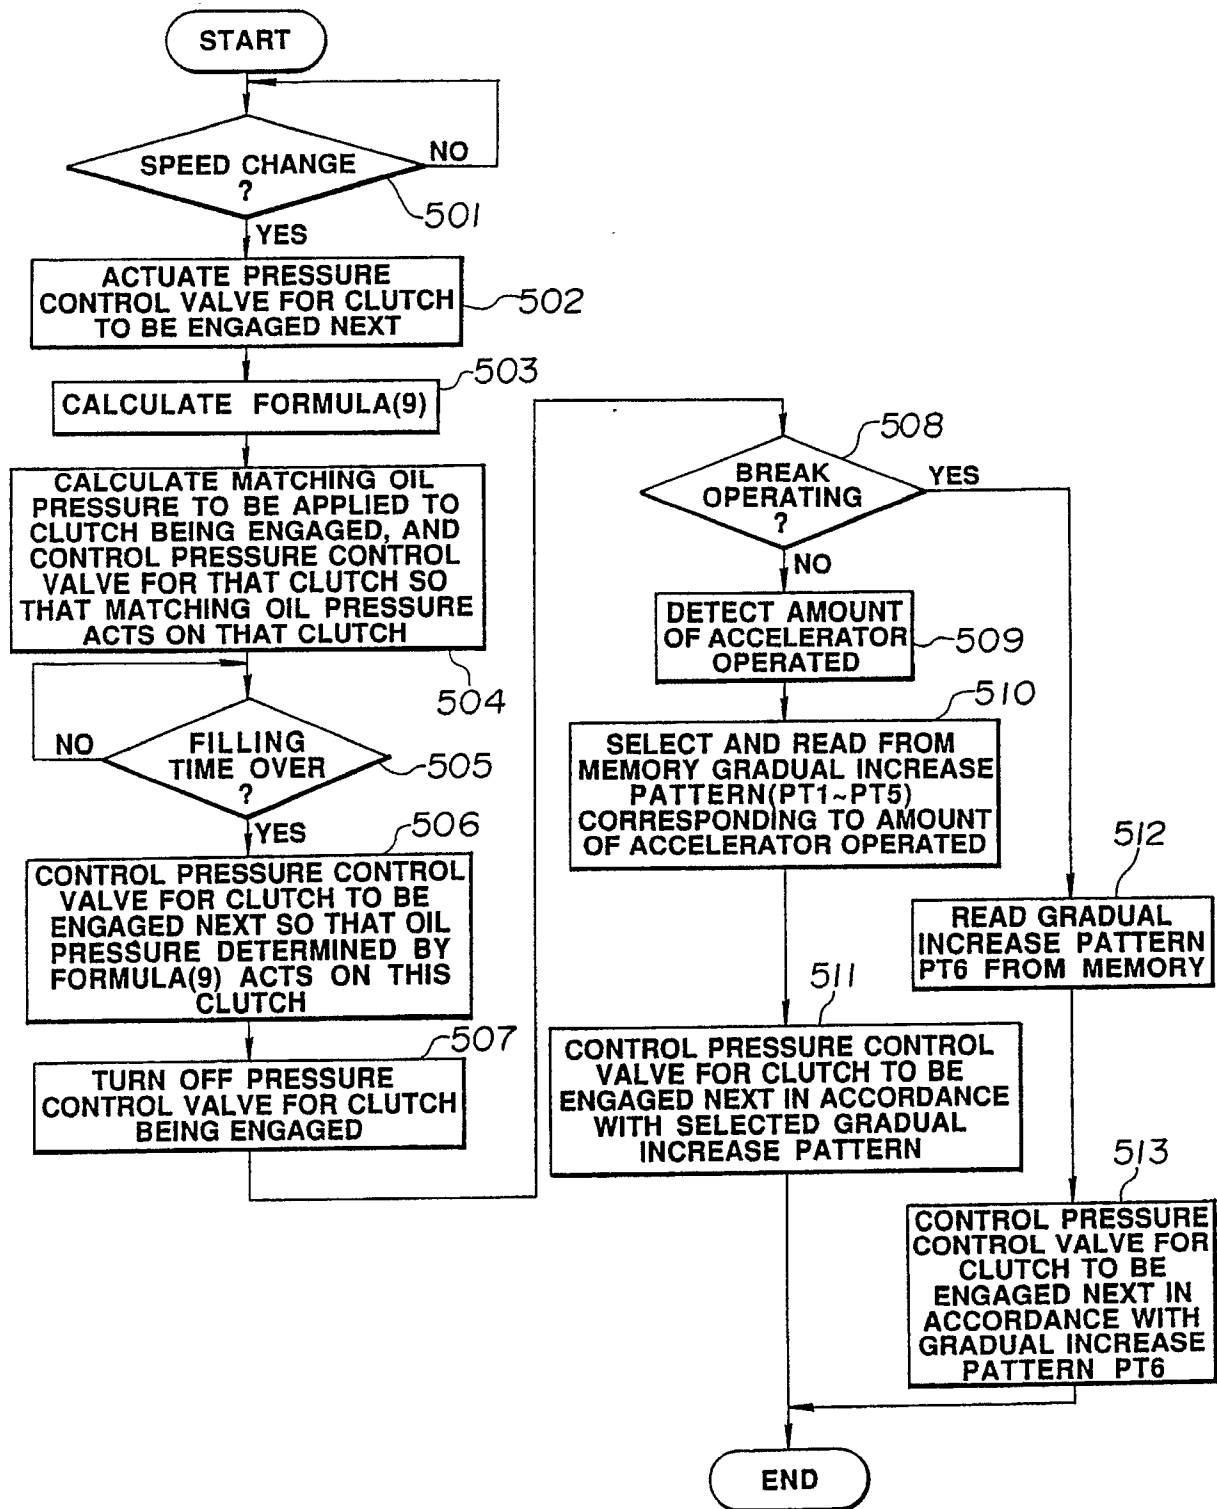 START
SPEED CHANGE
?
NO
501
YES
ACTUATE PRESSURE
CONTROL VALVE FOR CLUTCH
TO BE ENGAGED NEXT
502
503
CALCULATE FORMULA(9)
CALCULATE MATCHING OIL
PRESSURE TO BE APPLIED TO
CLUTCH BEING ENGAGED, AND
CONTROL PRESSURE CONTROL
VALVE FOR THAT CLUTCH SO
THAT MATCHING OIL PRESSURE
ACTS ON THAT CLUTCH
504
NO
FILLING
TIME OVER
?
505
YES
506
CONTROL PRESSURE CONTROL
VALVE FOR CLUTCH TO BE
ENGAGED NEXT SO THAT OIL
PRESSURE DETERMINED BY
FORMULA(9) ACTS ON THIS
CLUTCH
507
TURN OFF PRESSURE
CONTROL VALVE FOR CLUTCH
BEING ENGAGED
508
BREAK
OPERATING
?
YES
NO
DETECT AMOUNT
OF ACCELERATOR
OPERATED
509
510
SELECT AND READ FROM
MEMORY GRADUAL INCREASE
PATTERN(PT1~PT5)
CORRESPONDING TO AMOUNT
OF ACCELERATOR OPERATED
511
CONTROL PRESSURE CONTROL
VALVE FOR CLUTCH TO BE
ENGAGED NEXT IN ACCORDANCE
WITH SELECTED GRADUAL
INCREASE PATTERN
512
READ GRADUAL
INCREASE PATTERN
PT6 FROM MEMORY
513
CONTROL PRESSURE
CONTROL VALVE FOR
CLUTCH TO BE
ENGAGED NEXT IN
ACCORDANCE WITH
GRADUAL INCREASE
PATTERN PT6
END